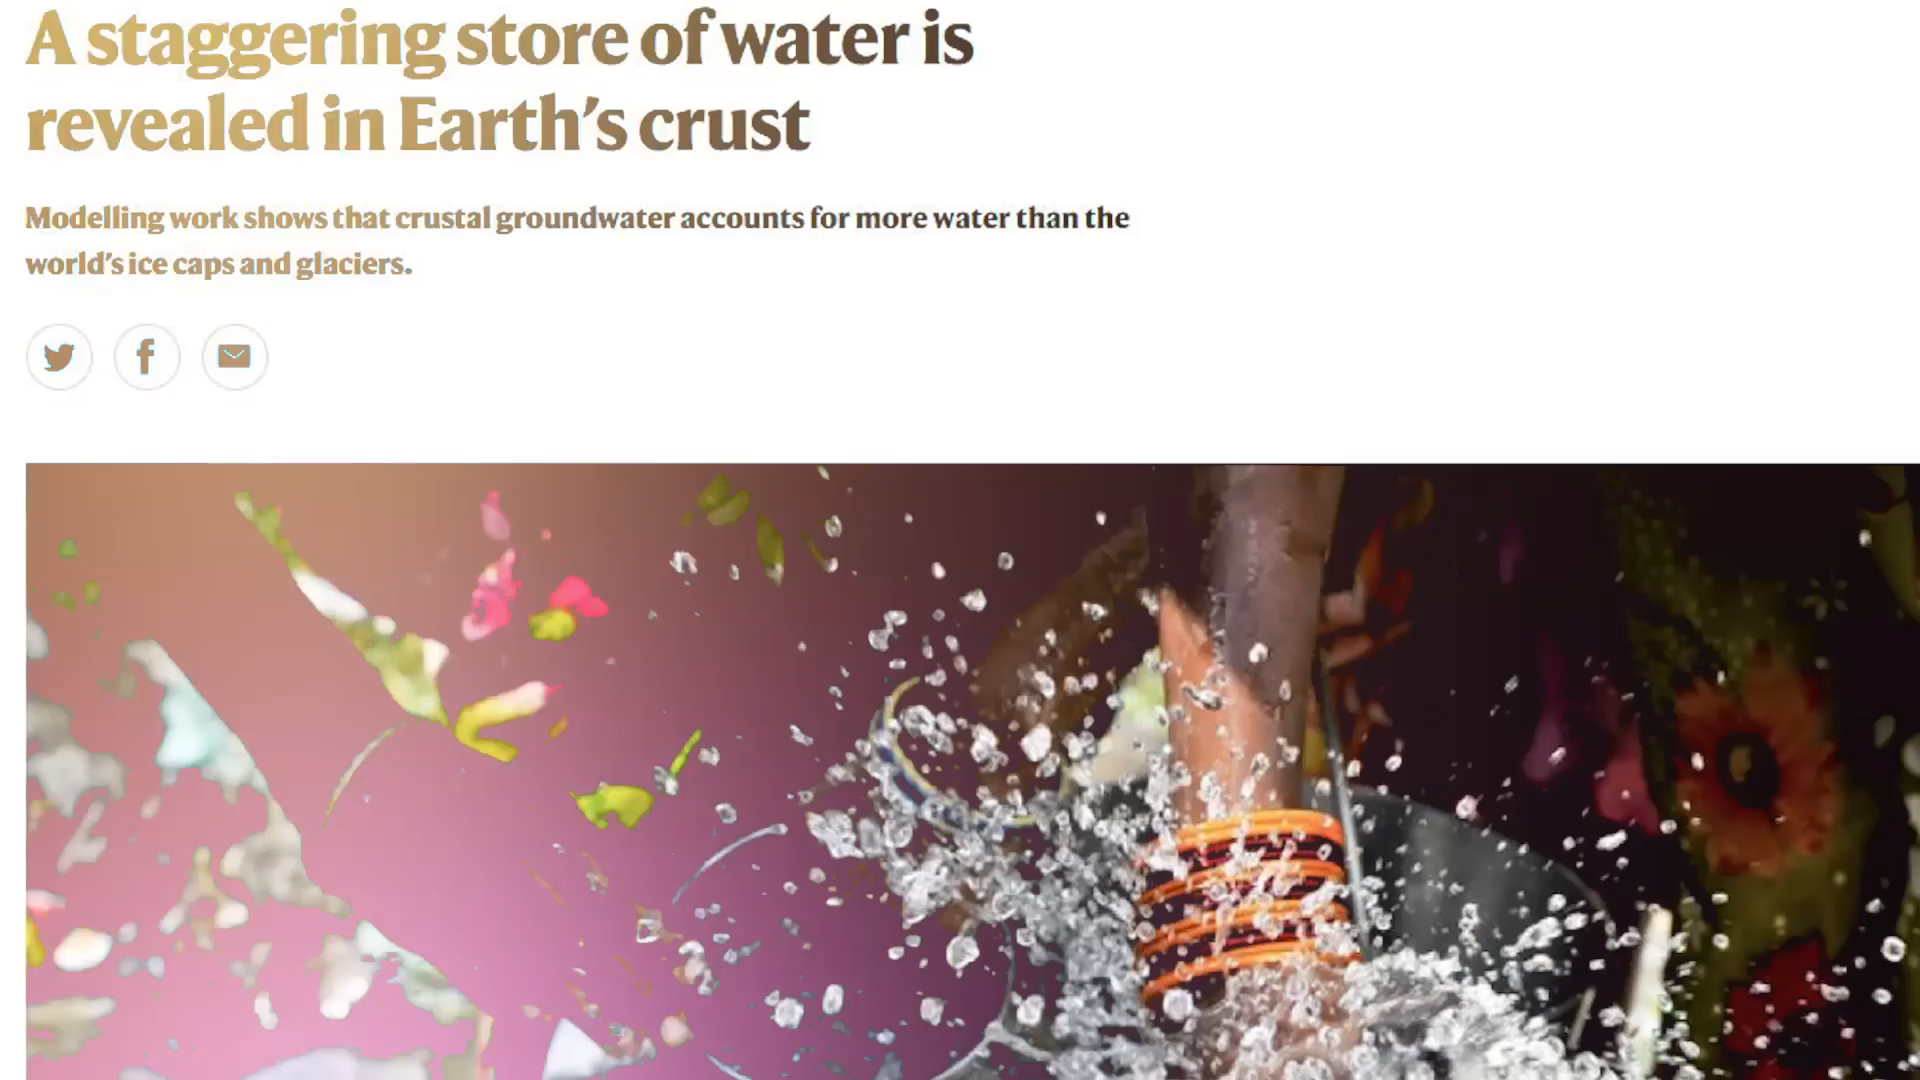 A staggering store of water is
revealed in Earth’s crust
Modelling work shows that crustal groundwater accounts for more water than the
world’s ice caps and glaciers.